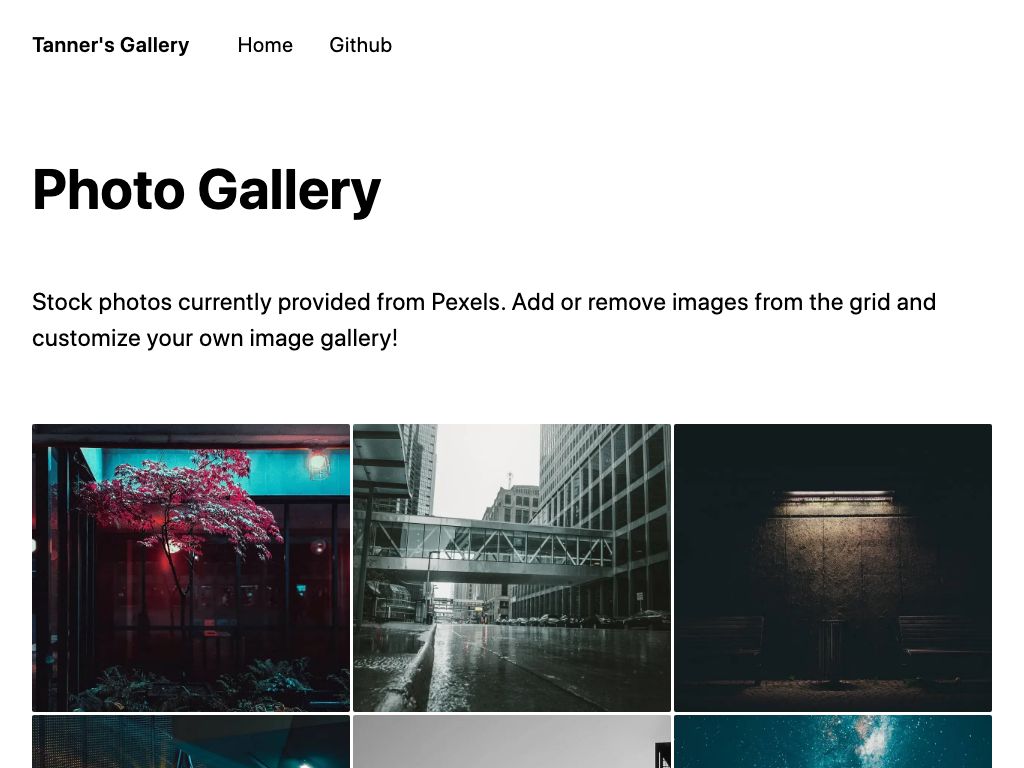 Tanner's Gallery Home Github
Photo Gallery
Stock photos currently provided from Pexels. Add or remove images from the grid and
customize your own image gallery!